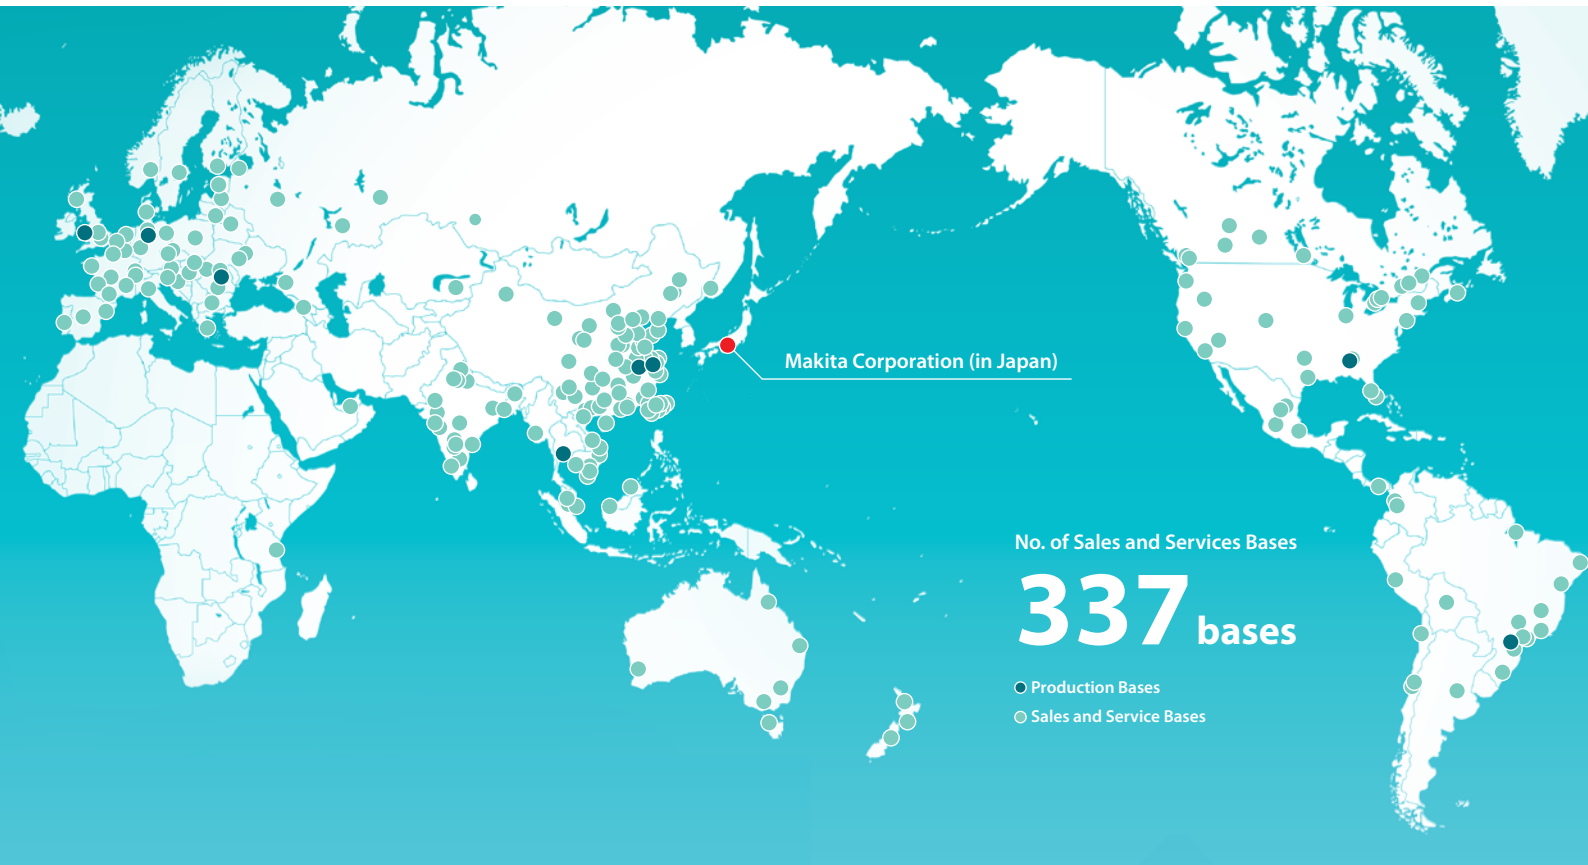 Makita Corporation (in Japan)
No. of Sales and Services Bases
337 bases
Production Bases
Sales and Service Bases